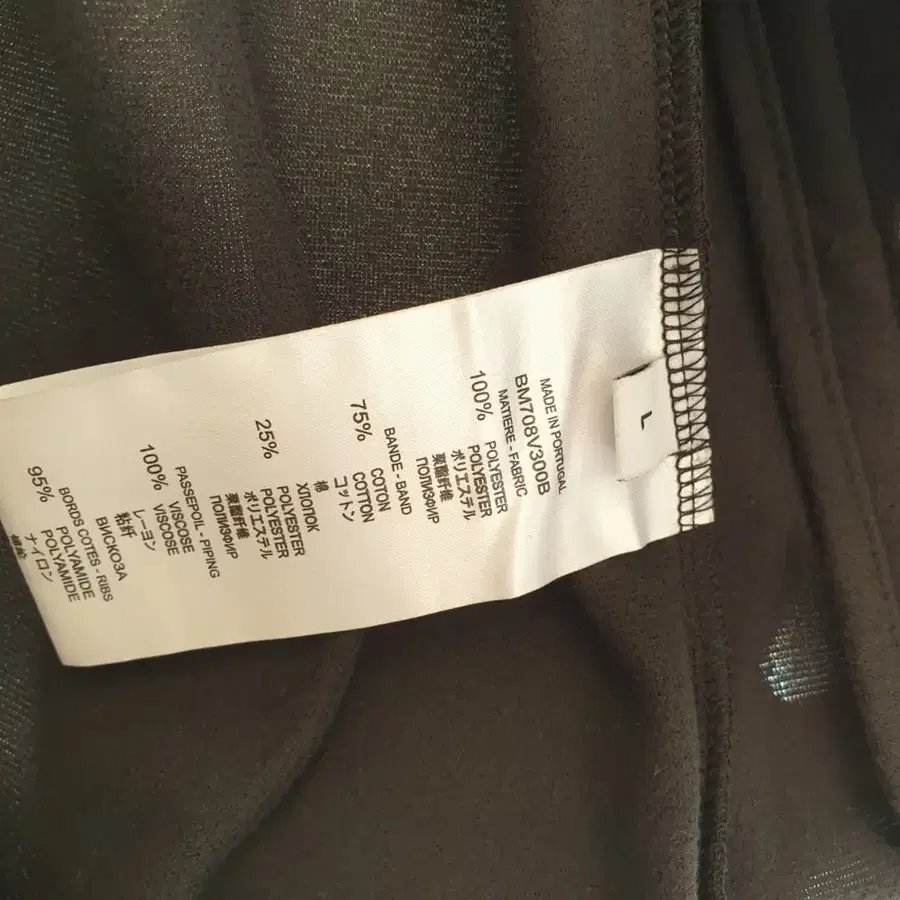 L
MADE IN PORTUGAL
BM708V300B
MATIERE - FABRIC
100% POLYESTER
POLYESTER
ポリエステル
聚酯纤维
ПОЛИЭФИР
BANDE - BAND
75% COTON
COTTON
コットン
棉
ХЛОПОК
25% POLYESTER
POLYESTER
ポリエステル
聚酯纤维
ПОЛИЭФИР
PASSEPOIL - PIPING
100% VISCOSE
VISCOSE
レーヨン
粘纤
ВИСКОЗА
BORDS COTES - RIBS
95% POLYAMIDE
POLYAMIDE
ナイロン